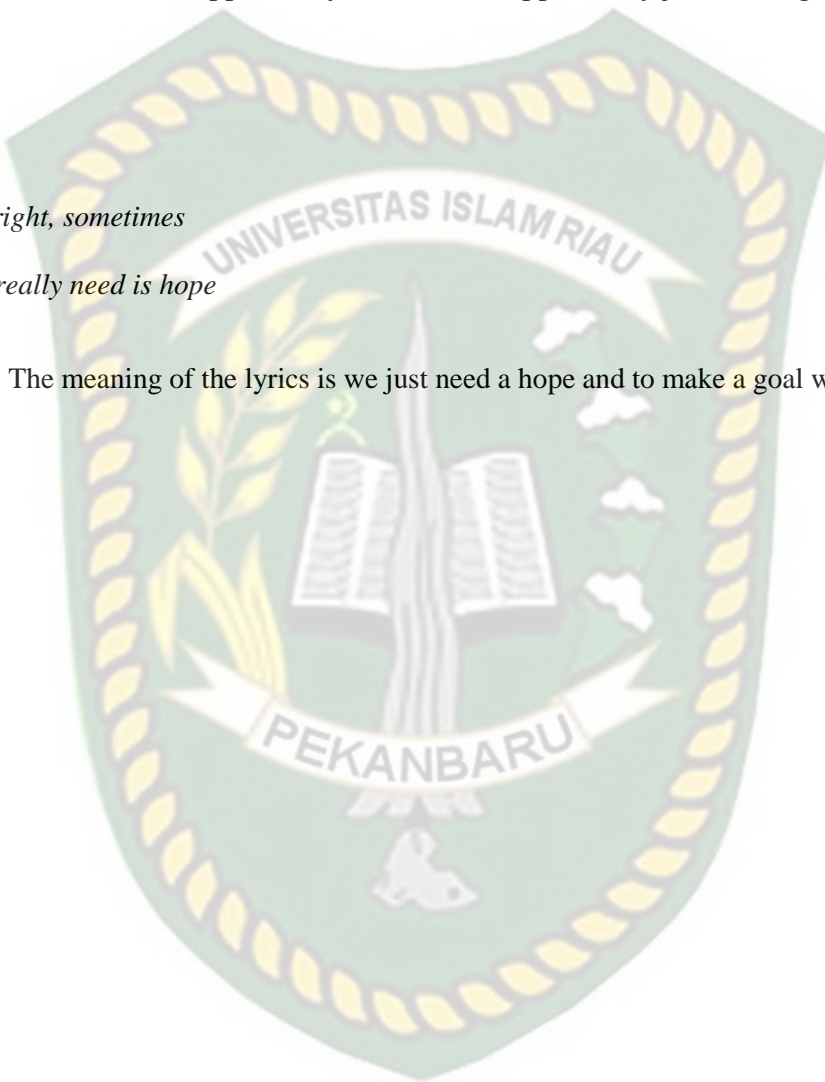 right, sometimes
UNIVERSITAS ISLAM RIAU
really need is hope
The meaning of the lyrics is we just need a hope and to make a goal w
PEKANBARU